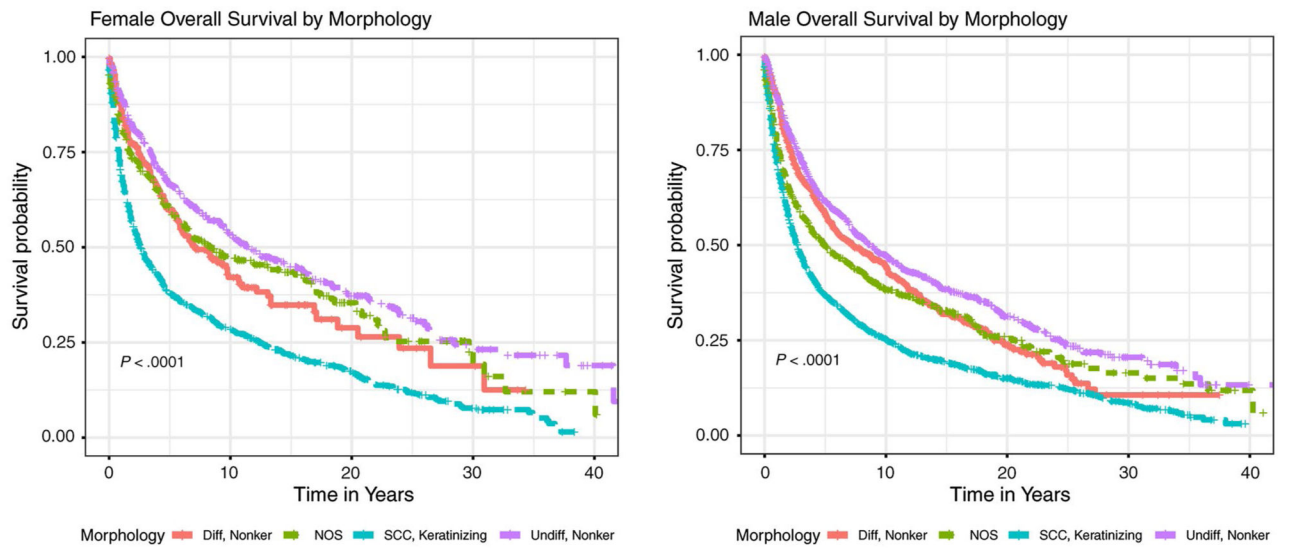 Female Overall Survival by Morphology
1.00
0.75
0.50
0.25
0.00
Survival probability
P < .0001
0 10 20 30 40
Time in Years
Morphology Diff, Nonker NOS SCC, Keratinizing Undiff, Nonker
Male Overall Survival by Morphology
1.00
0.75
0.50
0.25
0.00
Survival probability
P < .0001
0 10 20 30 40
Time in Years
Morphology Diff, Nonker NOS SCC, Keratinizing Undiff, Nonker